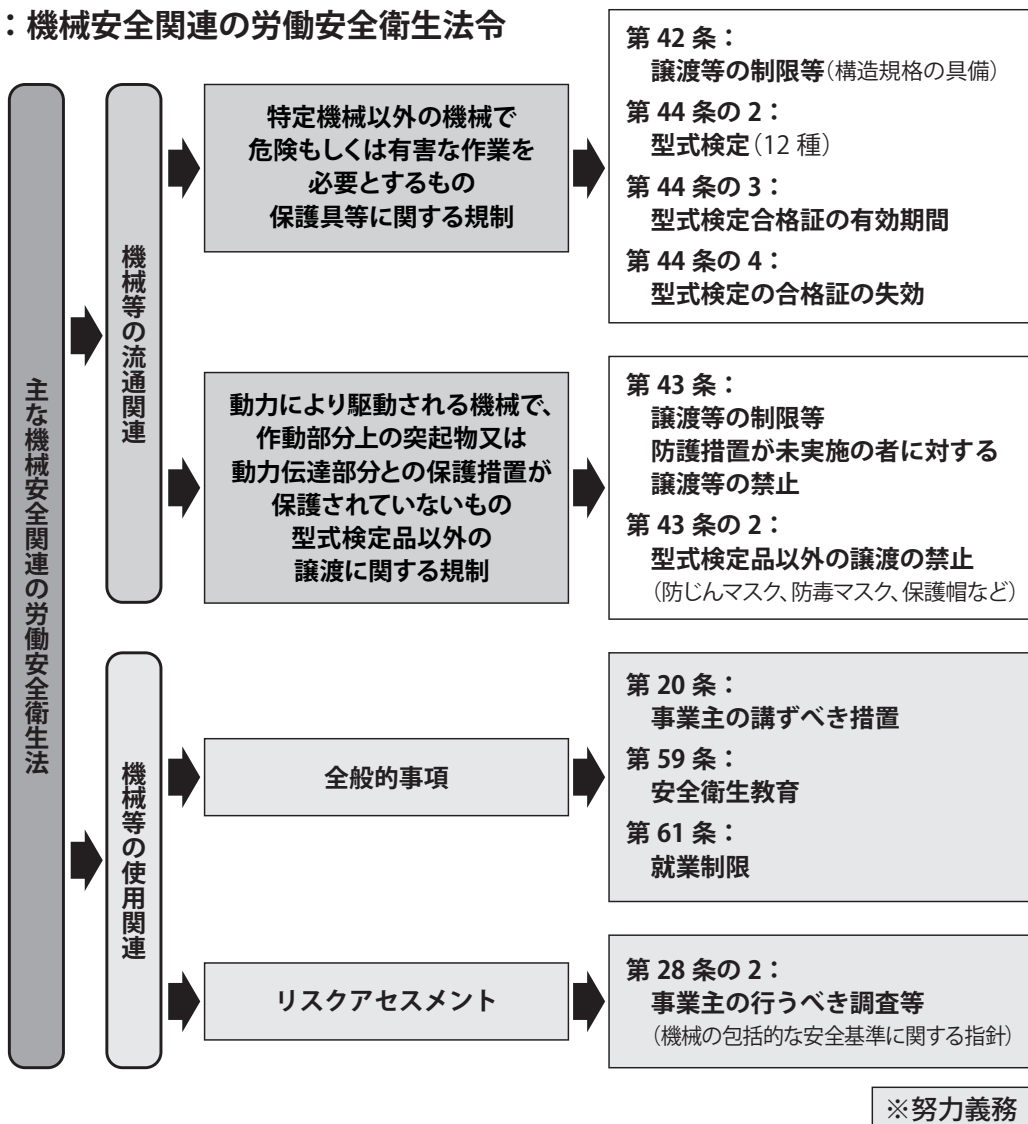 ：機械安全関連の労働安全衛生法令
主な機械安全関連の労働安全衛生法
機械等の流通関連
特定機械以外の機械で
危険もしくは有害な作業を
必要とするもの
保護具等に関する規制
第 42 条：
譲渡等の制限等（構造規格の具備）
第 44 条の 2：
型式検定（12 種）
第 44 条の 3：
型式検定合格証の有効期間
第 44 条の 4：
型式検定の合格証の失効
動力により駆動される機械で、
作動部分上の突起物又は
動力伝達部分との保護措置が
保護されていないもの
型式検定品以外の
譲渡に関する規制
第 43 条：
譲渡等の制限等
防護措置が未実施の者に対する
譲渡等の禁止
第 43 条の 2：
型式検定品以外の譲渡の禁止
（防じんマスク、防毒マスク、保護帽など）
機械等の使用関連
全般的事項
第 20 条：
事業主の講ずべき措置
第 59 条：
安全衛生教育
第 61 条：
就業制限
リスクアセスメント
第 28 条の 2：
事業主の行うべき調査等
（機械の包括的な安全基準に関する指針）
※努力義務